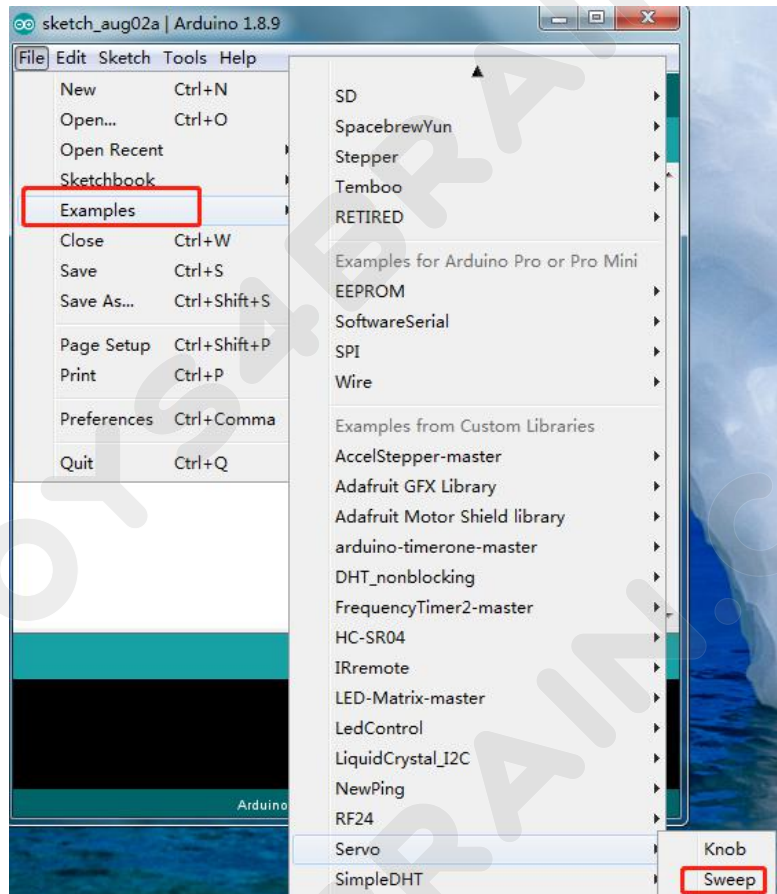 sketch_aug02a | Arduino 1.8.9
File Edit Sketch Tools Help
New Ctrl+N
Open... Ctrl+O
Open Recent
Sketchbook
Examples
Close Ctrl+W
Save Ctrl+S
Save As... Ctrl+Shift+S
Page Setup Ctrl+Shift+P
Print Ctrl+P
Preferences Ctrl+Comma
Quit Ctrl+Q
SD
SpacebrewYun
Stepper
Temboo
RETIRED
Examples for Arduino Pro or Pro Mini
EEPROM
SoftwareSerial
SPI
Wire
Examples from Custom Libraries
AccelStepper-master
Adafruit GFX Library
Adafruit Motor Shield library
arduino-timerone-master
DHT_nonblocking
FrequencyTimer2-master
HC-SR04
IRremote
LED-Matrix-master
LedControl
LiquidCrystal_I2C
NewPing
RF24
Servo
SimpleDHT
Knob
Sweep
Arduino